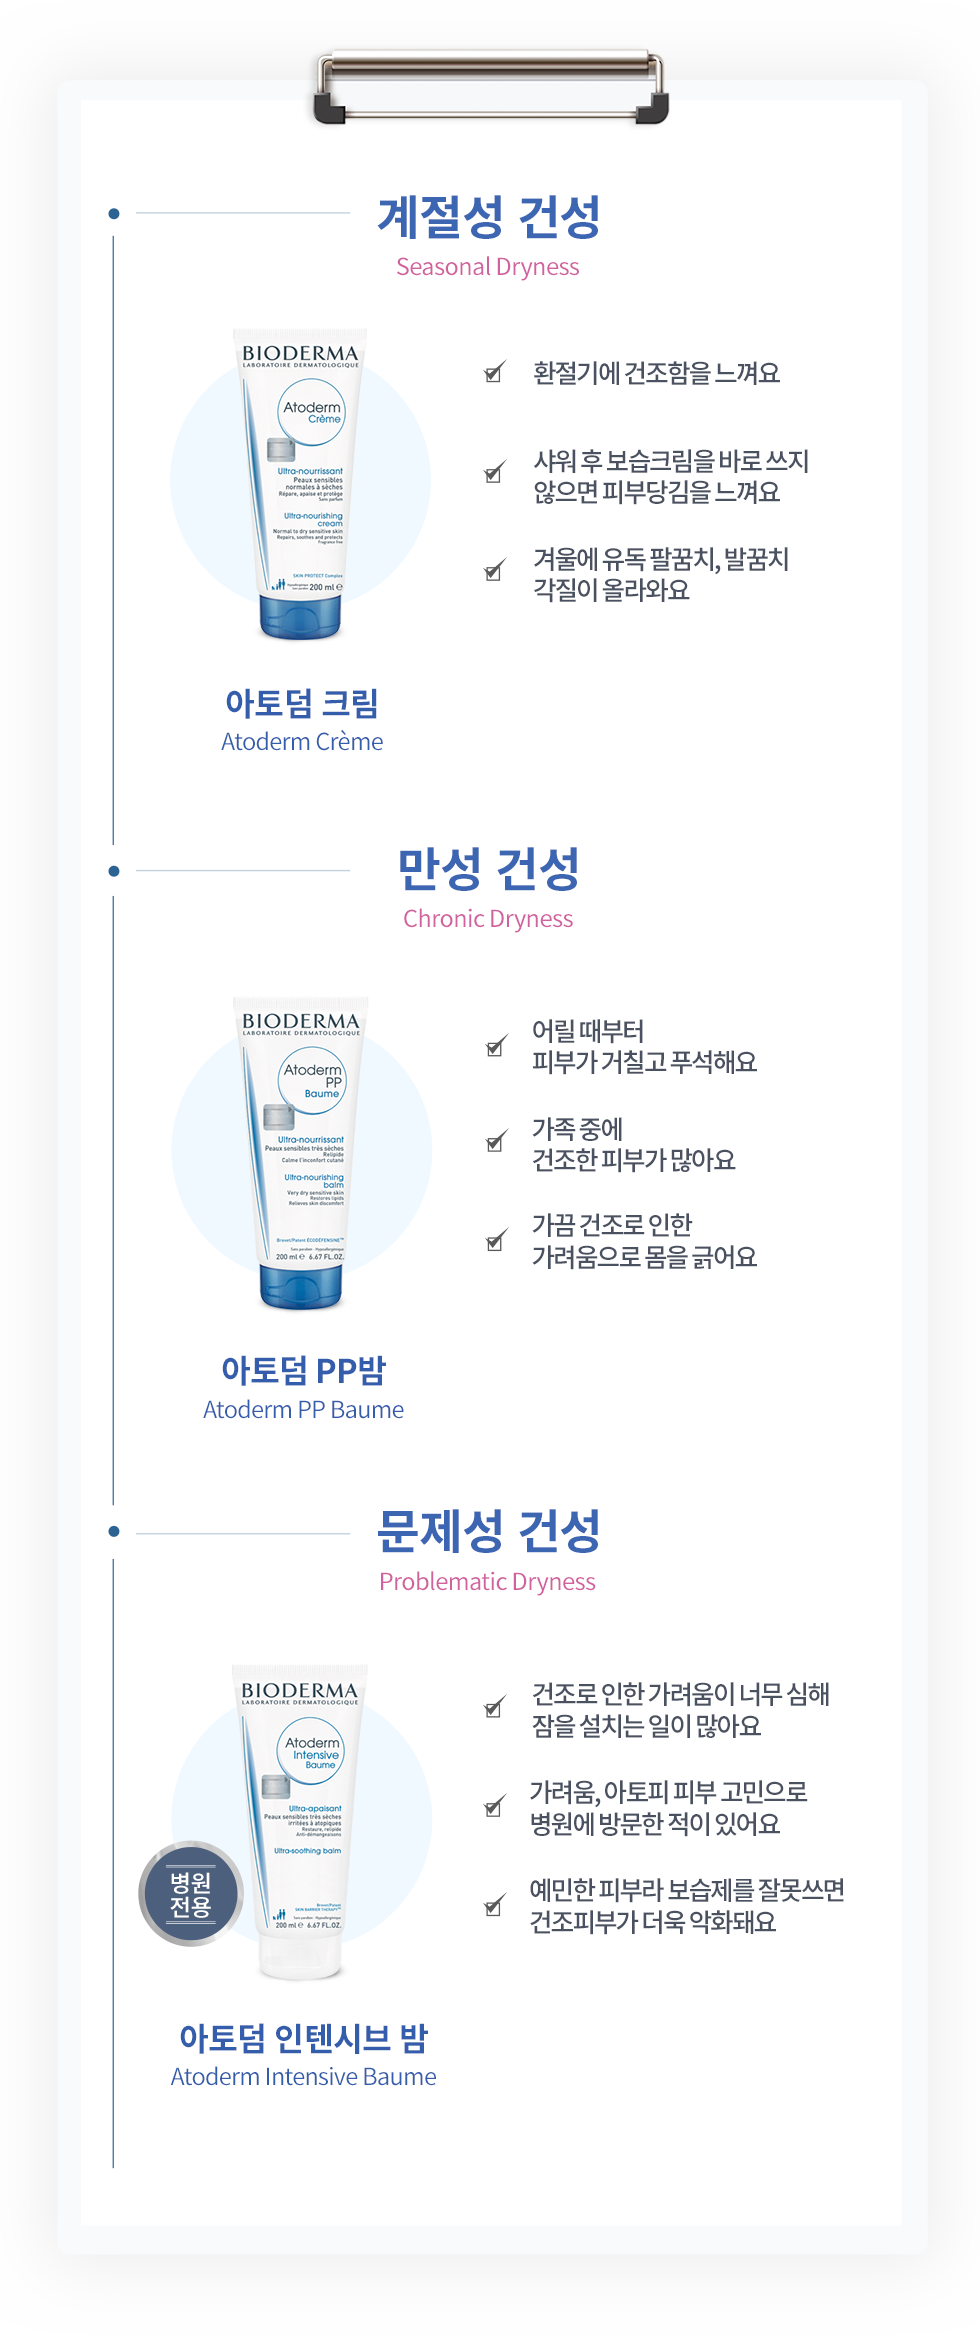 계절성 건성
Seasonal Dryness
BIODERMA
LABORATOIRE DERMATOLOGIQUE
Atoderm
Crème
Ultra-nourrissant
Peaux sensibles
normales à sèches
Répare, apaise et protège
Sans parfum
Ultra-nourishing
cream
Normal to dry sensitive skin
Repairs, soothes and protects
Fragrance free
SKIN PROTECT Complex
200 ml ℮
환절기에 건조함을 느껴요
샤워 후 보습크림을 바로 쓰지
않으면 피부당김을 느껴요
겨울에 유독 팔꿈치, 발꿈치
각질이 올라와요
아토덤 크림
Atoderm Crème
만성 건성
Chronic Dryness
BIODERMA
LABORATOIRE DERMATOLOGIQUE
Atoderm
PP
Baume
Ultra-nourrissant
Peaux sensibles très sèches
Relipide
Calme l'inconfort cutané
Ultra-nourishing
balm
Very dry sensitive skin
Restores lipids
Relieves skin discomfort
Brevet/Patent ECODÉFENSINE™
Sans paraben - Hypoallergénique
200 ml ℮ 6.67 FL.OZ.
어릴 때부터
피부가 거칠고 푸석해요
가족 중에
건조한 피부가 많아요
가끔 건조로 인한
가려움으로 몸을 긁어요
아토덤 PP밤
Atoderm PP Baume
문제성 건성
Problematic Dryness
BIODERMA
LABORATOIRE DERMATOLOGIQUE
Atoderm
Intensive
Baume
Ultra-apaisant
Peaux sensibles très sèches
irritées à atopiques
Restaure, relipide
Anti-démangeaisons
Ultra-soothing balm
Brevet/Patent
SKIN BARRIER THERAPY™
Sans paraben - Hypoallergénique
200 ml ℮ 6.67 FL.OZ.
병원
전용
건조로 인한 가려움이 너무 심해
잠을 설치는 일이 많아요
가려움, 아토피 피부 고민으로
병원에 방문한 적이 있어요
예민한 피부라 보습제를 잘못쓰면
건조피부가 더욱 악화돼요
아토덤 인텐시브 밤
Atoderm Intensive Baume